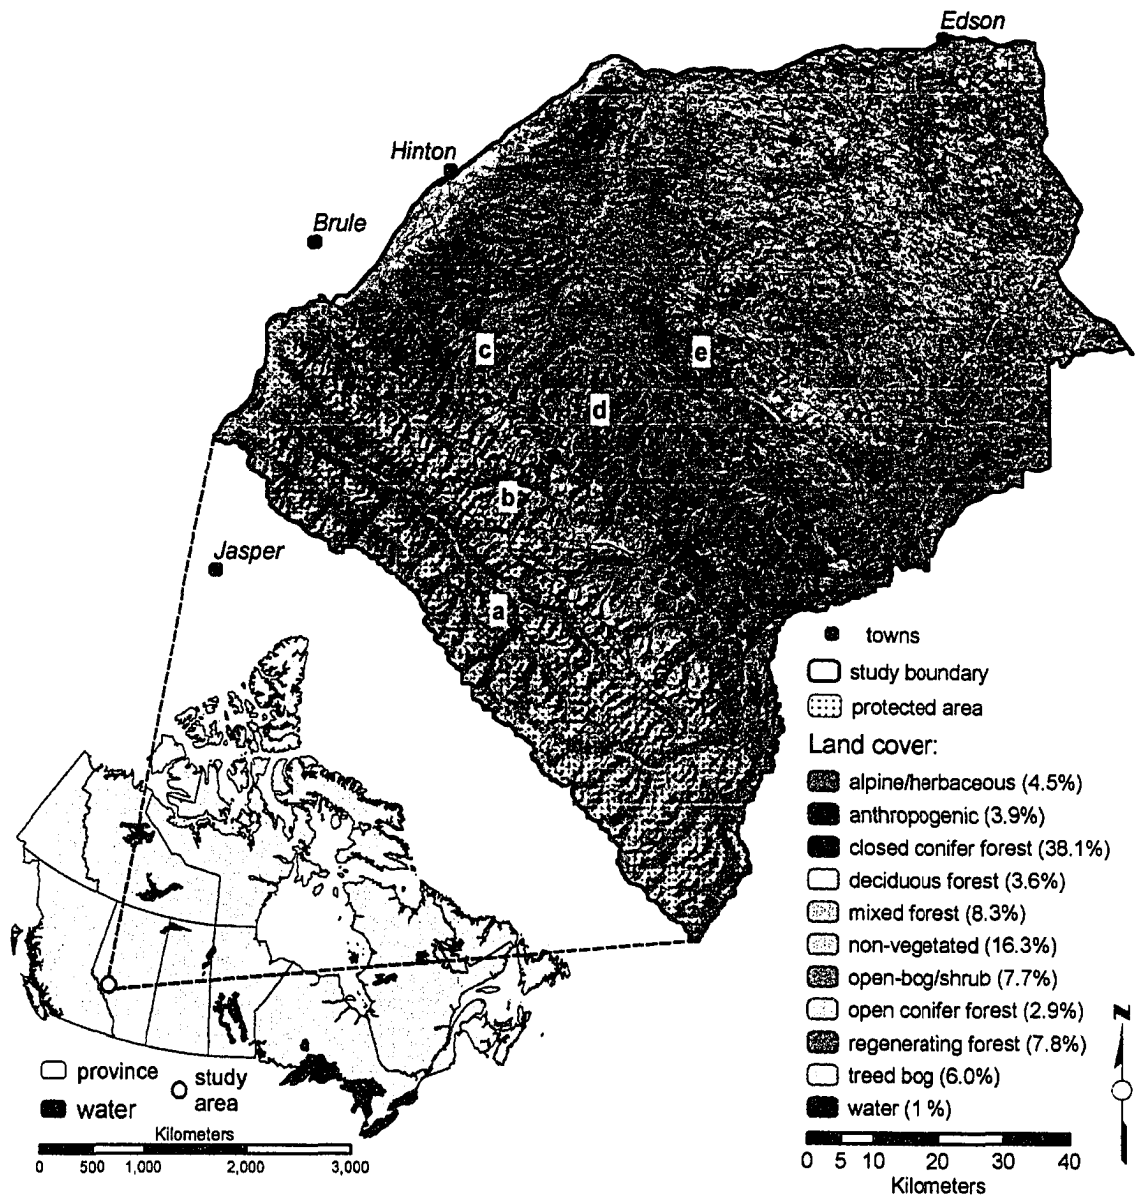 Edson
Hinton
Brule
c
e
d
b
Jasper
a
towns
study boundary
protected area
Land cover:
alpine/herbaceous (4.5%)
anthropogenic (3.9%)
closed conifer forest (38.1%)
deciduous forest (3.6%)
mixed forest (8.3%)
non-vegetated (16.3%)
open-bog/shrub (7.7%)
open conifer forest (2.9%)
regenerating forest (7.8%)
treed bog (6.0%)
water (1 %)
N
0 5 10 20 30 40
Kilometers
province
study
area
water
Kilometers
0 500 1,000 2,000 3,000